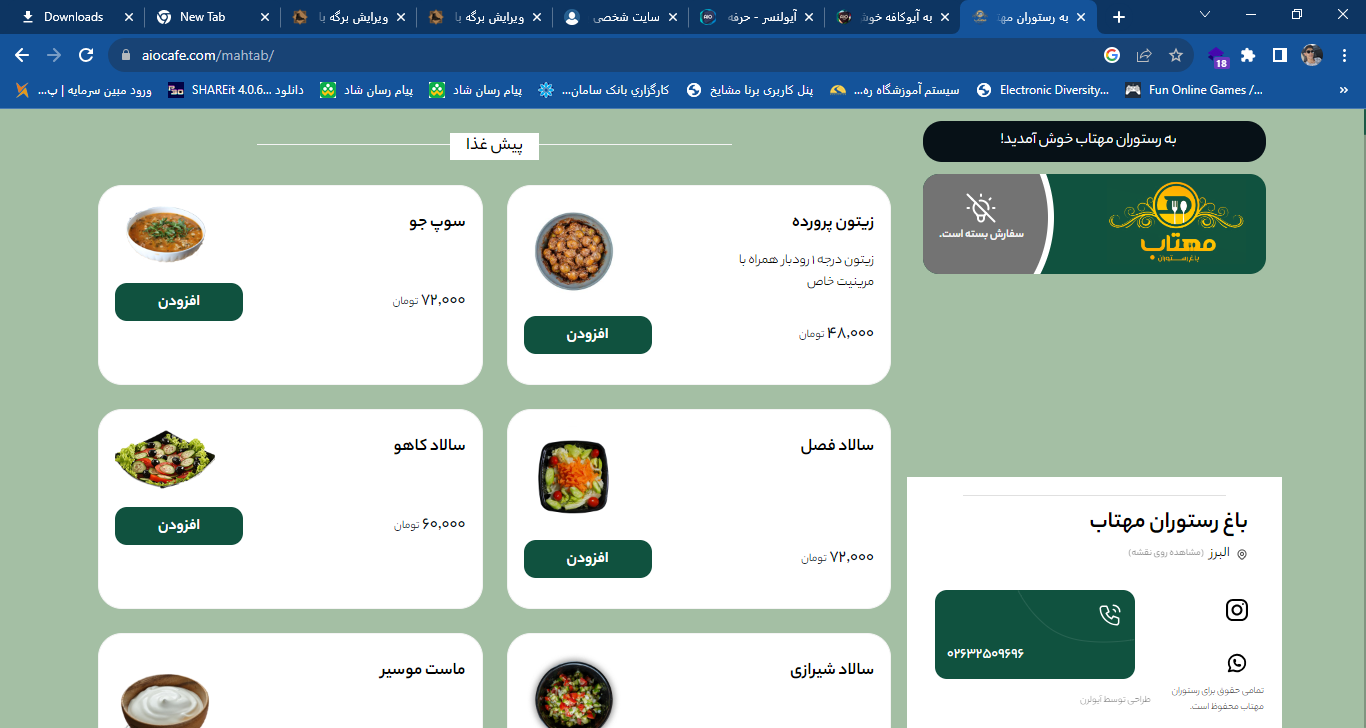 Downloads
New Tab
ویرایش برگه با
ویرایش برگه با
سایت شخصی
آیولنسر - حرفه
به آیوکافه خوش
به رستوران مهتا
aiocafe.com/mahtab/
18
ورود مبین سرمایه | پ...
دانلود SHAREit 4.0.6...
پیام رسان شاد
پیام رسان شاد
کارگزاري بانک سامان...
پنل کاربری برنا مشایخ
سیستم آموزشگاه ره...
Electronic Diversity...
Fun Online Games /...
»
به رستوران مهتاب خوش آمدید!
سفارش بسته است.
مهتاب
باغ رستوران
پیش غذا
زیتون پرورده
زیتون درجه ۱ رودبار همراه با
مرینیت خاص
۴۸,۰۰۰ تومان
افزودن
سوپ جو
۷۲,۰۰۰ تومان
افزودن
سالاد فصل
۷۲,۰۰۰ تومان
افزودن
سالاد کاهو
۶۰,۰۰۰ تومان
افزودن
سالاد شیرازی
ماست موسیر
باغ رستوران مهتاب
البرز (مشاهده روی نقشه)
۰۲۶۳۲۵۰۹۶۹۶
تمامی حقوق برای رستوران
مهتاب محفوظ است.
طراحی توسط آیولرن